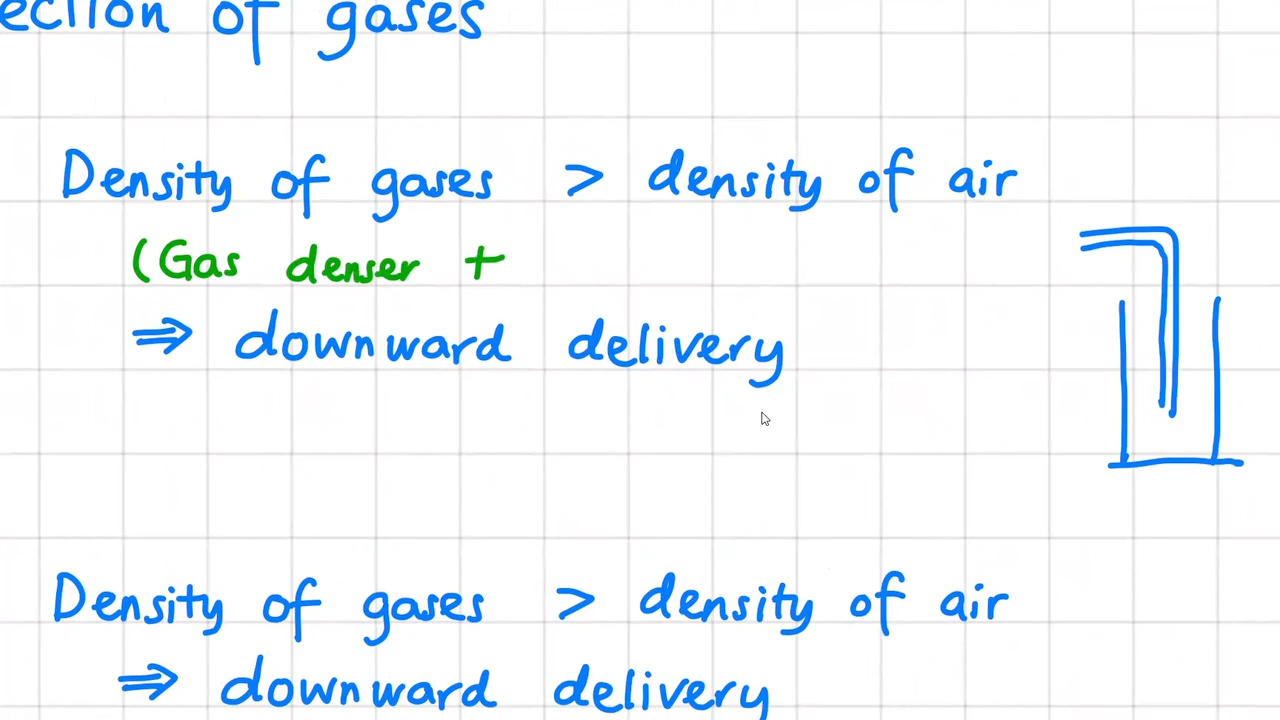 ection of gases
Density of gases > density of air
(Gas denser t
⇒ downward delivery
Density of gases > density of air
⇒ downward delivery